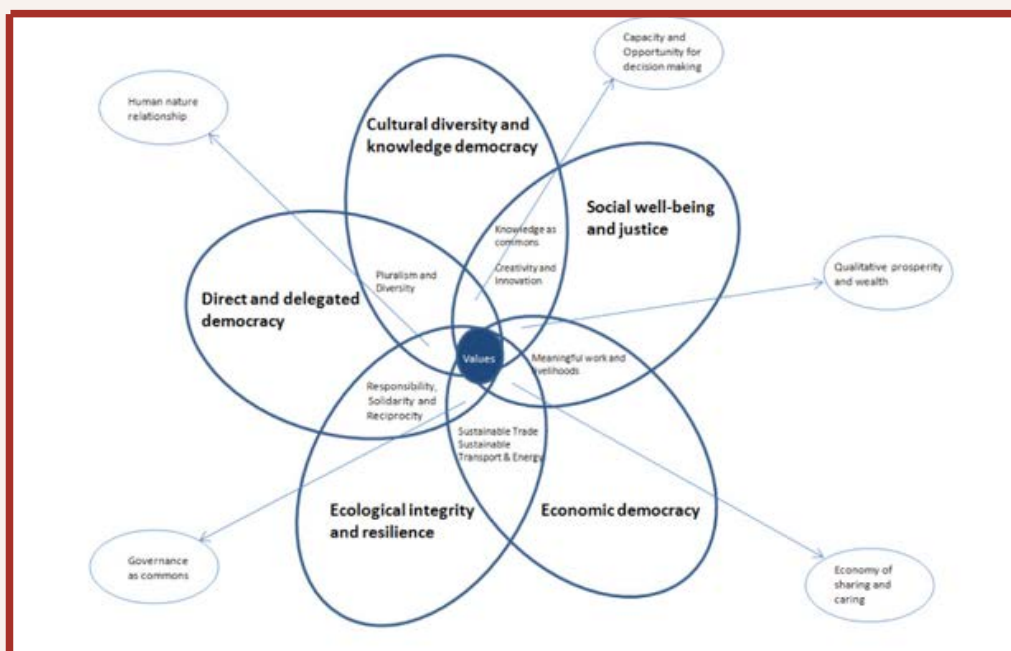 Capacity and
Opportunity for
decision making
Human nature
relationship
Cultural diversity and
knowledge democracy
Social well-being
and justice
Knowledge as
commons
Creativity and
Innovation
Qualitative prosperity
and wealth
Pluralism and
Diversity
Direct and delegated
democracy
Values
Meaningful work and
livelihoods
Responsibility,
Solidarity and
Reciprocity
Sustainable Trade
Sustainable
Transport & Energy
Ecological integrity
and resilience
Economic democracy
Governance
as commons
Economy of
sharing and
caring